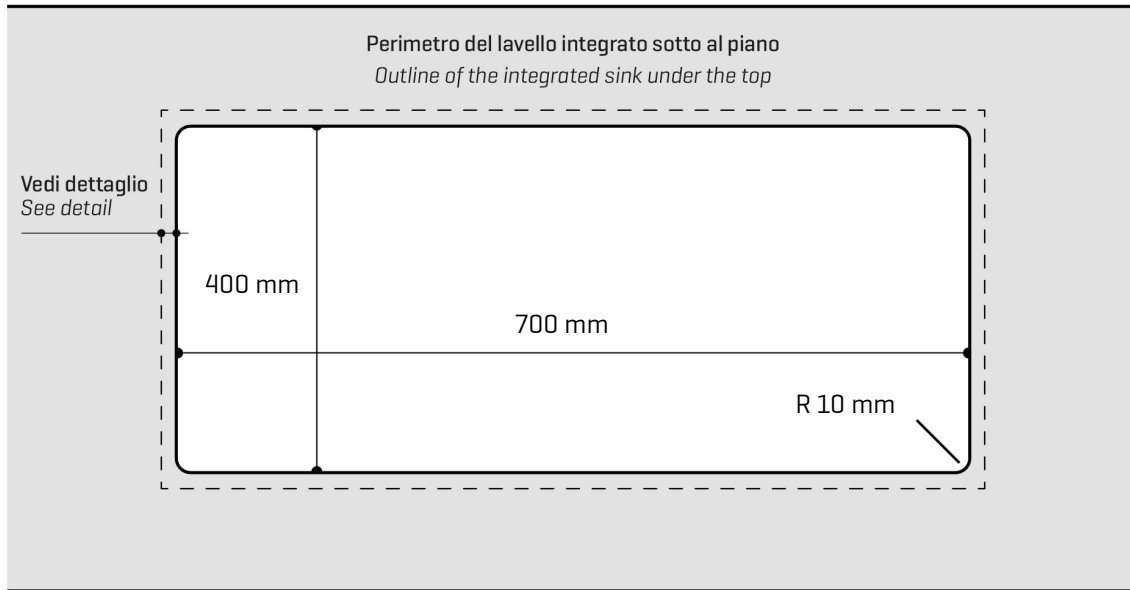 Perimetro del lavello integrato sotto al piano
Outline of the integrated sink under the top
Vedi dettaglio
See detail
400 mm
700 mm
R 10 mm